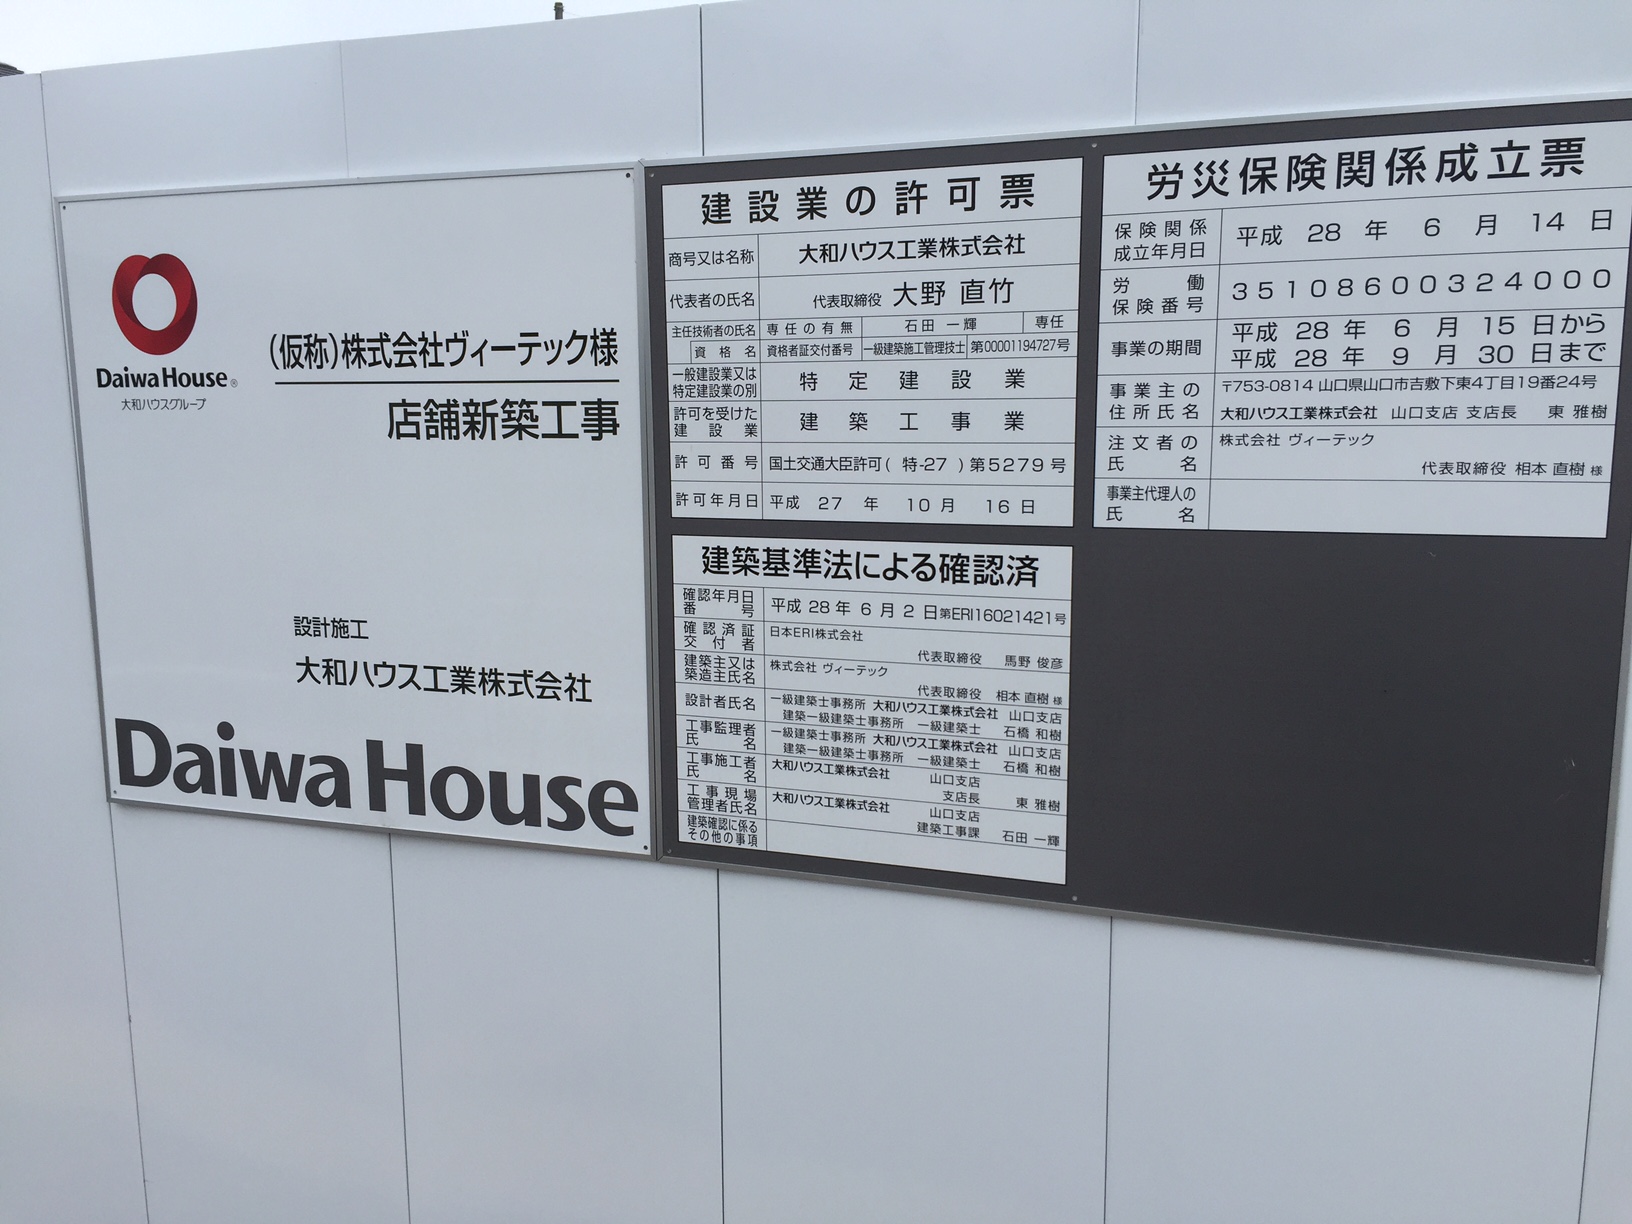 DaiwaHouse®
大和ハウスグループ
(仮称)株式会社ヴィーテック様
店舗新築工事
設計施工
大和ハウス工業株式会社
Daiwa House
建設業の許可票
商号又は名称 大和ハウス工業株式会社
代表者の氏名 代表取締役 大野 直竹
主任技術者の氏名 専任の有無 石田 一輝 専任
資格名 資格者証交付番号 一級建築施工管理技士 第00001194727号
一般建設業又は
特定建設業の別 特定建設業
許可を受けた
建設業 建築工事業
許可番号 国土交通大臣許可( 特-27 ) 第5279号
許可年月日 平成 27 年 10 月 16 日
建築基準法による確認済
確認年月日
番号 平成 28 年 6 月 2 日 第ERI16021421号
確認済証
交付者 日本ERI株式会社
代表取締役 馬野 俊彦
建築主又は
築造主氏名 株式会社 ヴィーテック
代表取締役 相本 直樹 様
設計者氏名 一級建築士事務所 大和ハウス工業株式会社 山口支店
建築一級建築士事務所 一級建築士 石橋 和樹
工事監理者
氏名 一級建築士事務所 大和ハウス工業株式会社 山口支店
建築一級建築士事務所 一級建築士 石橋 和樹
工事施工者
氏名 大和ハウス工業株式会社 山口支店
支店長 東 雅樹
工事現場
管理者氏名 大和ハウス工業株式会社 山口支店
建築工事課 石田 一輝
建築確認に係る
その他の事項
労災保険関係成立票
保険関係
成立年月日 平成 28 年 6 月 14 日
労働
保険番号 35108600324000
事業の期間 平成 28 年 6 月 15 日から
平成 28 年 9 月 30 日まで
事業主の
住所氏名 〒753-0814 山口県山口市吉敷下東4丁目19番24号
大和ハウス工業株式会社 山口支店 支店長 東 雅樹
注文者の
氏名 株式会社 ヴィーテック
代表取締役 相本 直樹 様
事業主代理人の
氏名